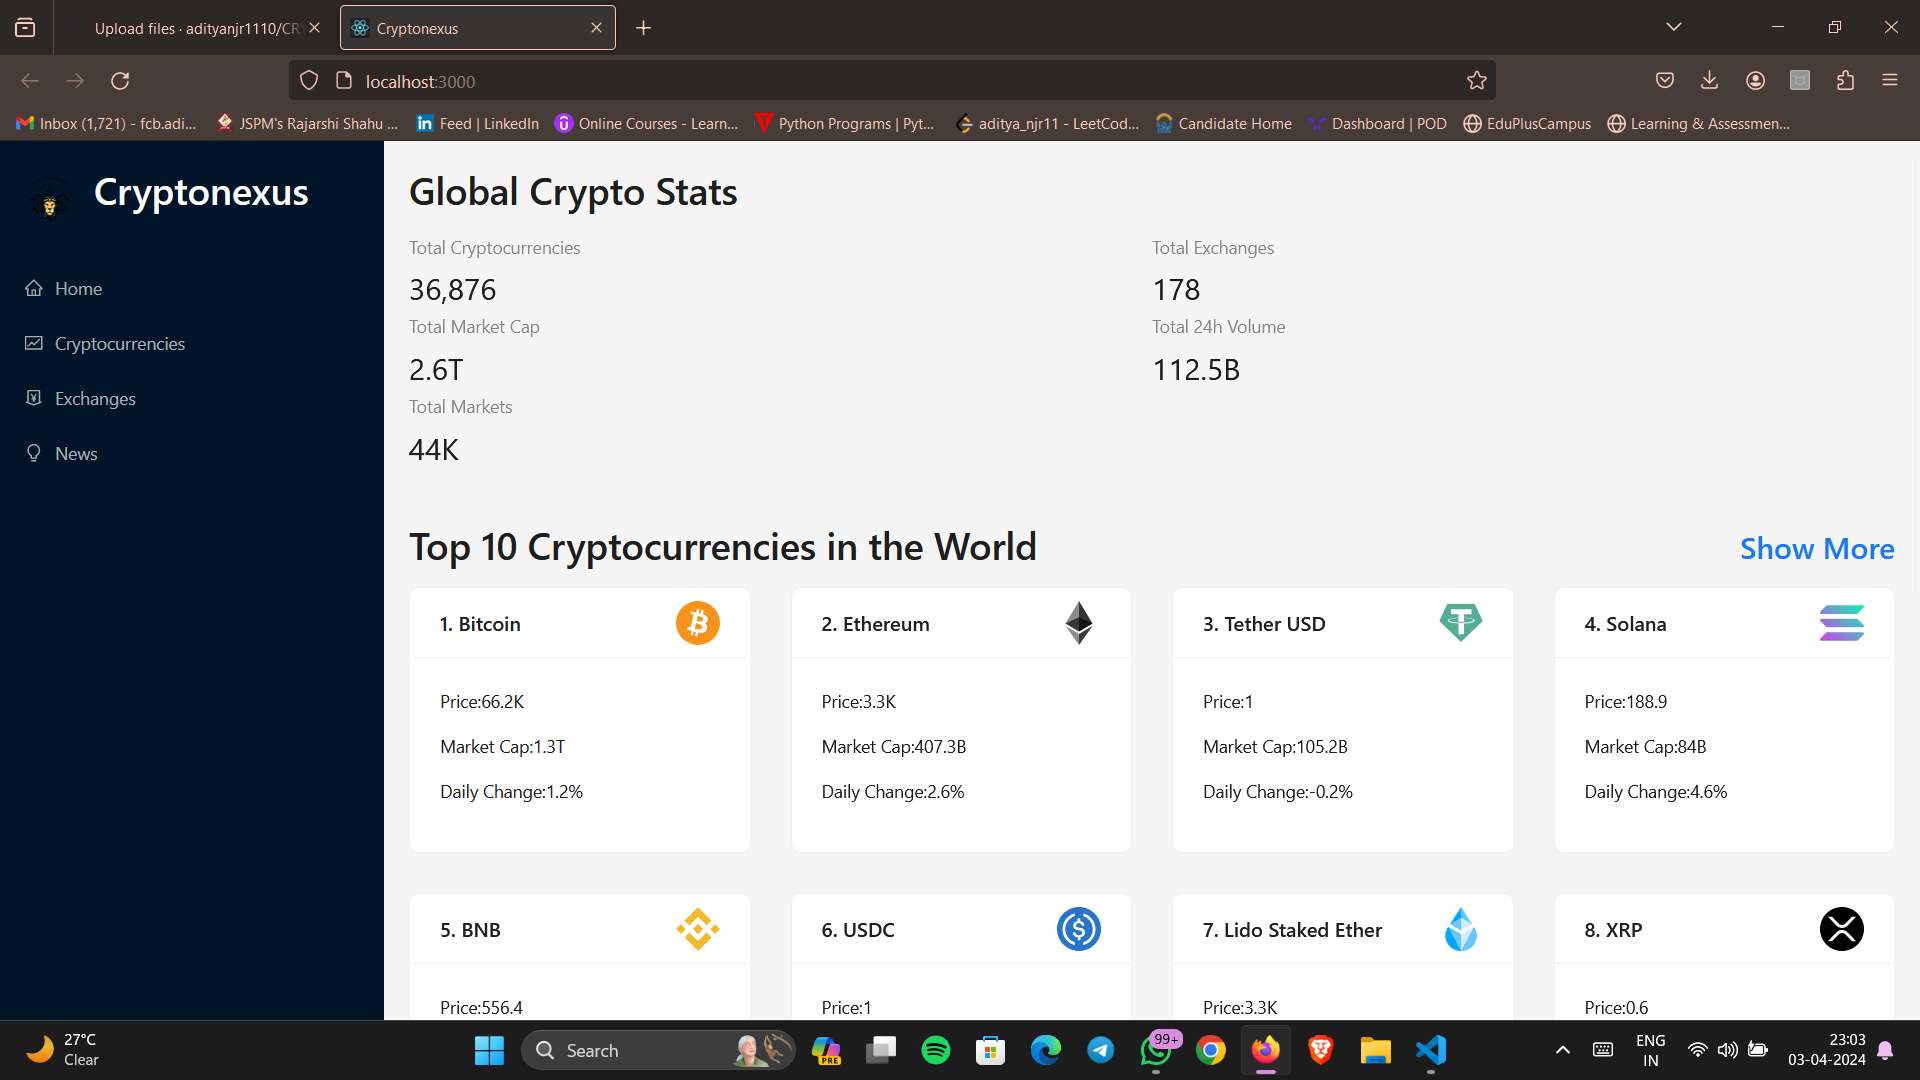 Upload files · adityanjr1110/CR
Cryptonexus
localhost:3000
Inbox (1,721) - fcb.adi...
JSPM's Rajarshi Shahu ...
Feed | LinkedIn
Online Courses - Learn...
Python Programs | Pyt...
aditya_njr11 - LeetCod...
Candidate Home
Dashboard | POD
EduPlusCampus
Learning & Assessmen...
Cryptonexus
Home
Cryptocurrencies
Exchanges
News
Global Crypto Stats
Total Cryptocurrencies
36,876
Total Exchanges
178
Total Market Cap
2.6T
Total 24h Volume
112.5B
Total Markets
44K
Top 10 Cryptocurrencies in the World
Show More
1. Bitcoin
Price:66.2K
Market Cap:1.3T
Daily Change:1.2%
2. Ethereum
Price:3.3K
Market Cap:407.3B
Daily Change:2.6%
3. Tether USD
Price:1
Market Cap:105.2B
Daily Change:-0.2%
4. Solana
Price:188.9
Market Cap:84B
Daily Change:4.6%
5. BNB
Price:556.4
6. USDC
Price:1
7. Lido Staked Ether
Price:3.3K
8. XRP
Price:0.6
27°C
Clear
Search
PRE
99+
ENG
IN
23:03
03-04-2024